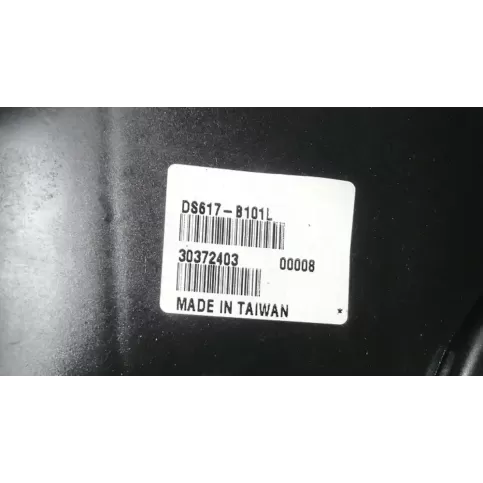 DS617-B101L
30372403 00008
MADE IN TAIWAN *